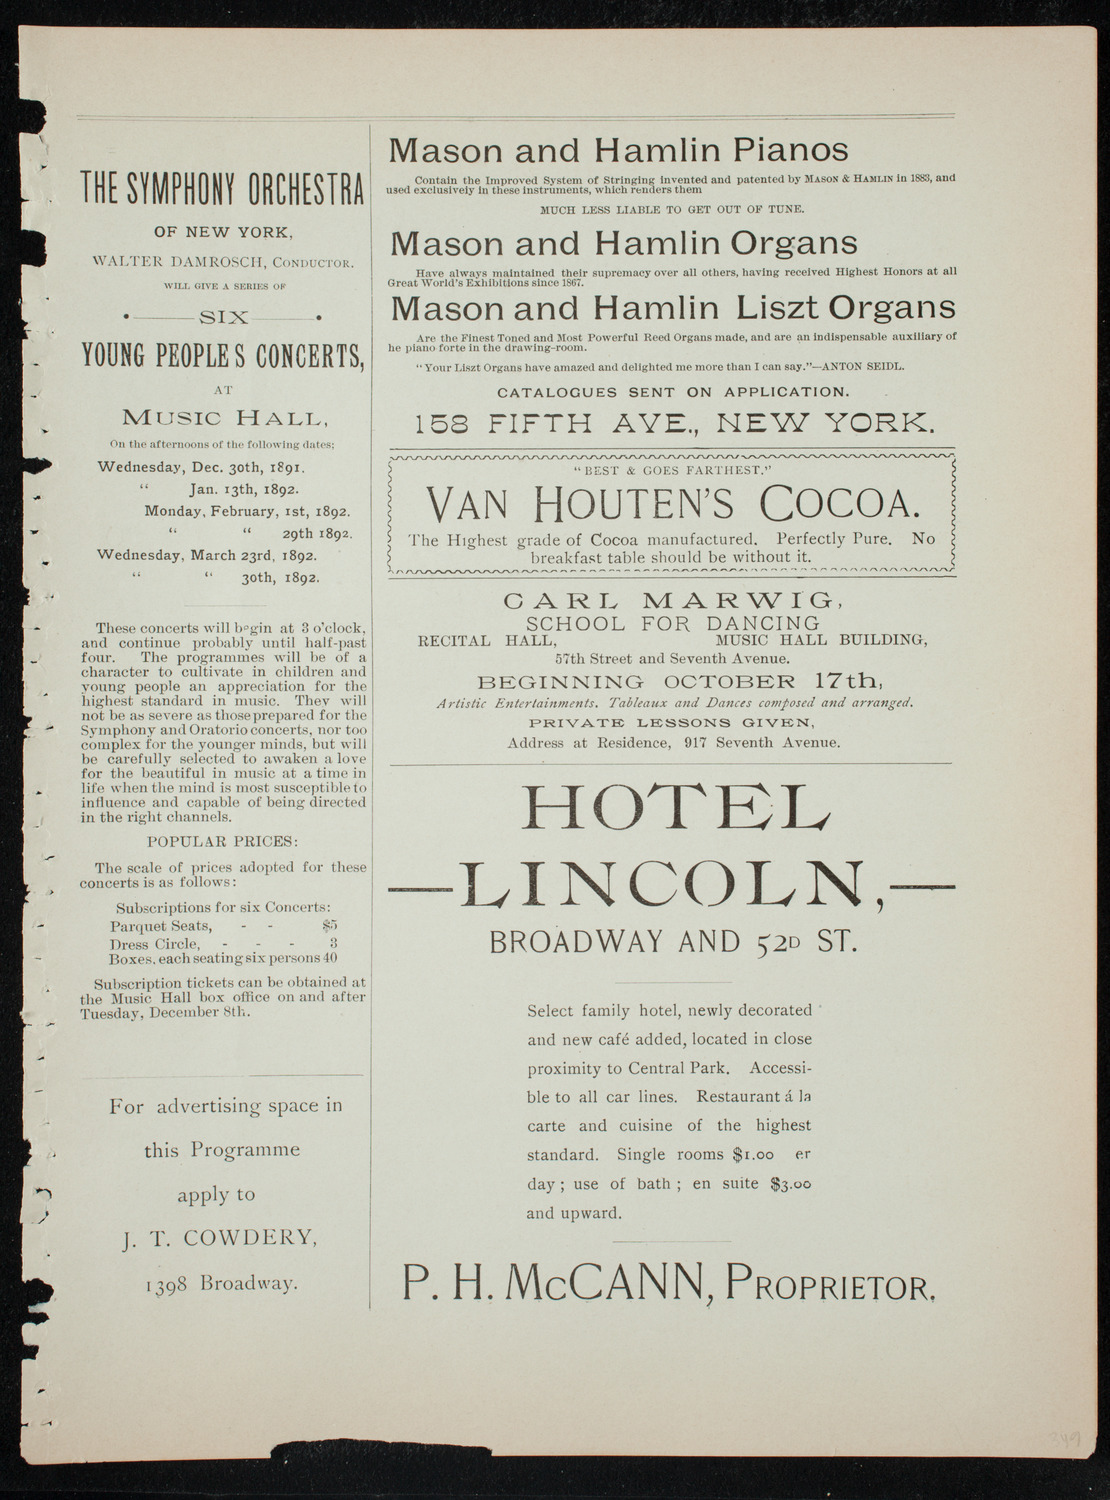 THE SYMPHONY ORCHESTRA
OF NEW YORK,
WALTER DAMROSCH, CONDUCTOR.
WILL GIVE A SERIES OF
SIX
YOUNG PEOPLE S CONCERTS,
AT
MUSIC HALL,
On the afternoons of the following dates;
Wednesday, Dec. 30th, 1891.
" Jan. 13th, 1892.
Monday, February, 1st, 1892.
" " 29th 1892.
Wednesday, March 23rd, 1892.
" " 30th, 1892.
These concerts will begin at 3 o'clock,
and continue probably until half-past
four. The programmes will be of a
character to cultivate in children and
young people an appreciation for the
highest standard in music. They will
not be as severe as those prepared for the
Symphony and Oratorio concerts, nor too
complex for the younger minds, but will
be carefully selected to awaken a love
for the beautiful in music at a time in
life when the mind is most susceptible to
influence and capable of being directed
in the right channels.
POPULAR PRICES:
The scale of prices adopted for these
concerts is as follows:
Subscriptions for six Concerts:
Parquet Seats, - - $5
Dress Circle, - - - 3
Boxes, each seating six persons 40
Subscription tickets can be obtained at
the Music Hall box office on and after
Tuesday, December 8th.
For advertising space in
this Programme
apply to
J. T. COWDERY,
1398 Broadway.
Mason and Hamlin Pianos
Contain the Improved System of Stringing invented and patented by MASON & HAMLIN in 1883, and
used exclusively in these instruments, which renders them
MUCH LESS LIABLE TO GET OUT OF TUNE.
Mason and Hamlin Organs
Have always maintained their supremacy over all others, having received Highest Honors at all
Great World's Exhibitions since 1867.
Mason and Hamlin Liszt Organs
Are the Finest Toned and Most Powerful Reed Organs made, and are an indispensable auxiliary of
he piano forte in the drawing-room.
"Your Liszt Organs have amazed and delighted me more than I can say."—ANTON SEIDL.
CATALOGUES SENT ON APPLICATION.
158 FIFTH AVE., NEW YORK.
"BEST & GOES FARTHEST."
VAN HOUTEN'S COCOA.
The Highest grade of Cocoa manufactured. Perfectly Pure. No
breakfast table should be without it.
CARL MARWIG,
SCHOOL FOR DANCING
RECITAL HALL, MUSIC HALL BUILDING,
57th Street and Seventh Avenue.
BEGINNING OCTOBER 17th,
Artistic Entertainments. Tableaux and Dances composed and arranged.
PRIVATE LESSONS GIVEN,
Address at Residence, 917 Seventh Avenue.
HOTEL
—LINCOLN,—
BROADWAY AND 52D ST.
Select family hotel, newly decorated
and new café added, located in close
proximity to Central Park. Accessi-
ble to all car lines. Restaurant á la
carte and cuisine of the highest
standard. Single rooms $1.00 er
day; use of bath; en suite $3.00
and upward.
P. H. MCCANN, PROPRIETOR.